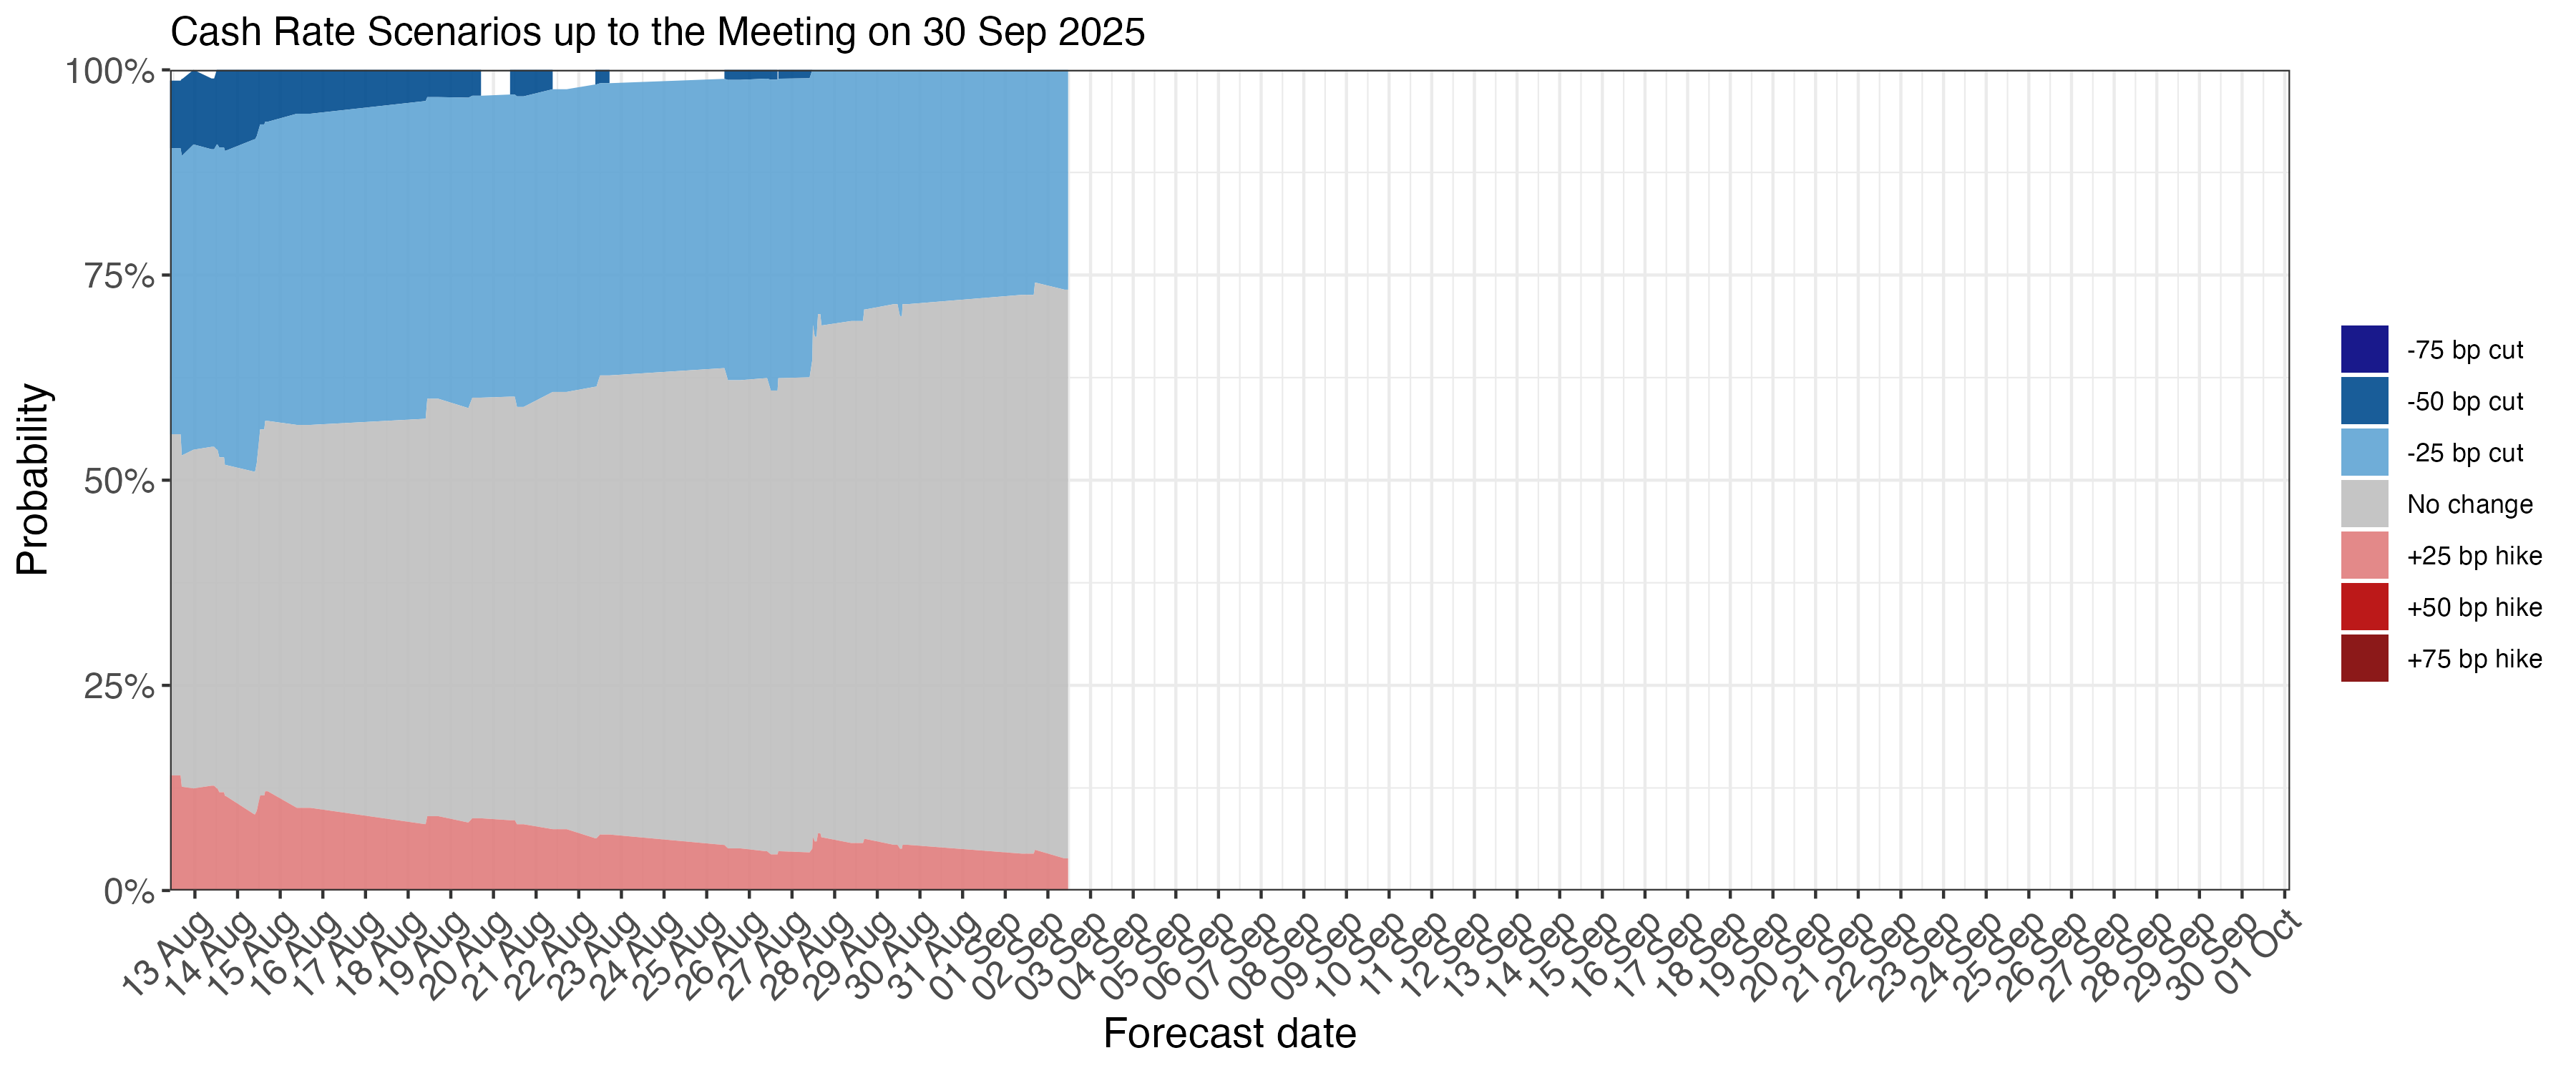 Cash Rate Scenarios up to the Meeting on 30 Sep 2025
Probability
100%
75%
50%
25%
0%
13 Aug
14 Aug
15 Aug
16 Aug
17 Aug
18 Aug
19 Aug
20 Aug
21 Aug
22 Aug
23 Aug
24 Aug
25 Aug
26 Aug
27 Aug
28 Aug
29 Aug
30 Aug
31 Aug
01 Sep
02 Sep
03 Sep
04 Sep
05 Sep
06 Sep
07 Sep
08 Sep
09 Sep
10 Sep
11 Sep
12 Sep
13 Sep
14 Sep
15 Sep
16 Sep
17 Sep
18 Sep
19 Sep
20 Sep
21 Sep
22 Sep
23 Sep
24 Sep
25 Sep
26 Sep
27 Sep
28 Sep
29 Sep
30 Sep
01 Oct
Forecast date
-75 bp cut
-50 bp cut
-25 bp cut
No change
+25 bp hike
+50 bp hike
+75 bp hike